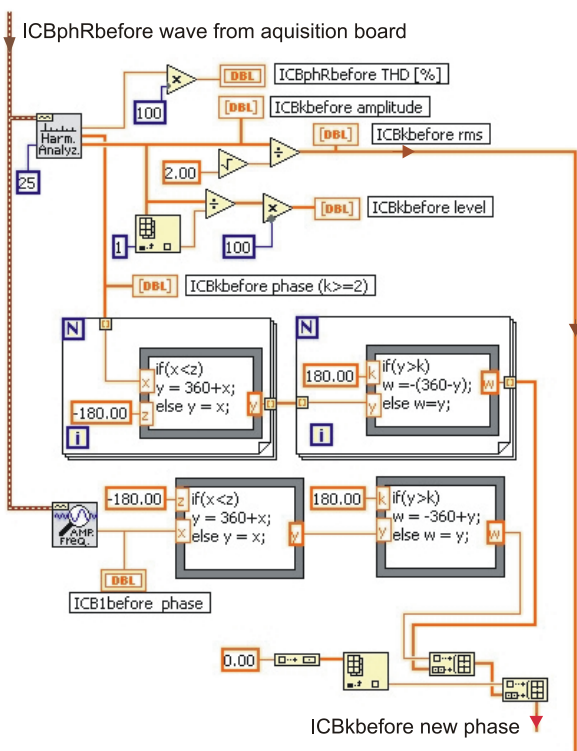 ICBphRbefore wave from aquisition board
×
DBL
ICBphRbefore THD [%]
100
[DBL]
ICBkbefore amplitude
Harm.
Analyz.
[DBL]
ICBkbefore rms
25
2.00
√
÷
÷
×
[DBL]
ICBkbefore level
1
100
[DBL]
ICBkbefore phase (k>=2)
N
if(x<z)
y = 360+x;
else y = x;
x
-180.00
z
y
i
N
180.00
k
if(y>k)
w =-(360-y);
else w=y;
y
w
i
-180.00
z
if(x<z)
y = 360+x;
else y = x;
x
y
180.00
k
if(y>k)
w = -360+y;
else w = y;
y
w
AMP
FREQ.
DBL
ICB1before phase
0.00
ICBkbefore new phase